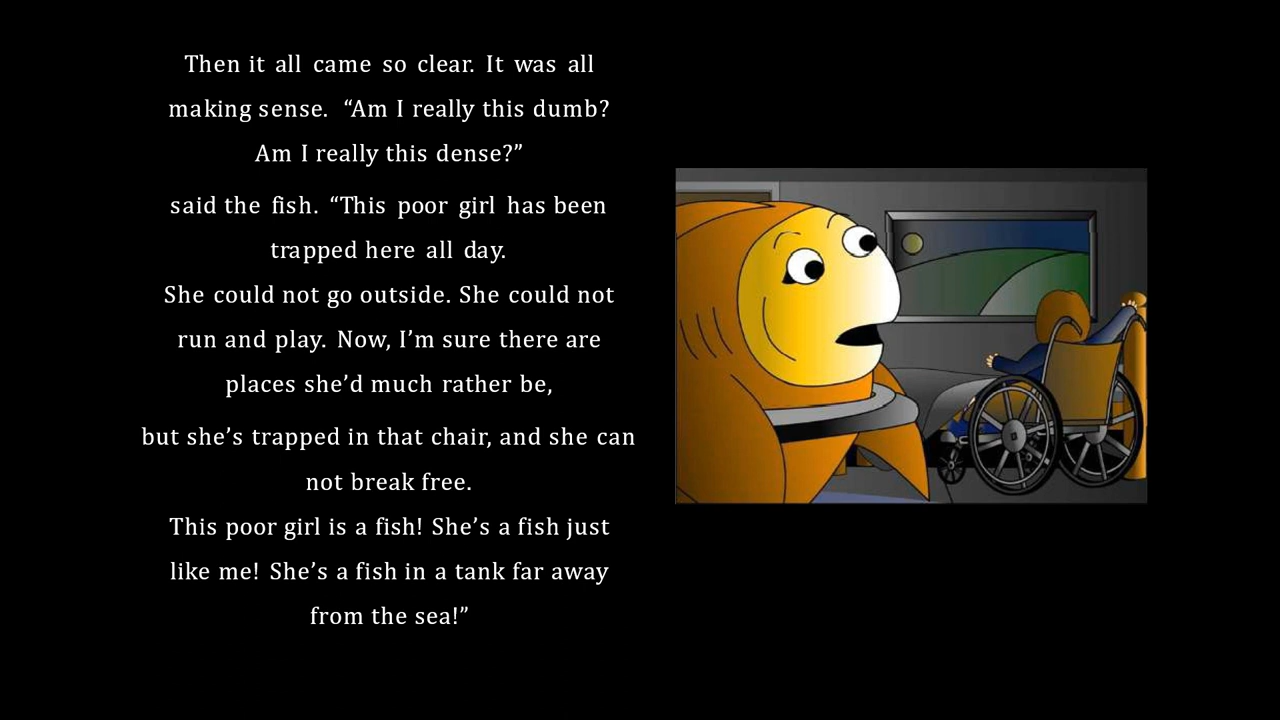 Then it all came so clear. It was all
making sense. “Am I really this dumb?
Am I really this dense?”
said the fish. “This poor girl has been
trapped here all day.
She could not go outside. She could not
run and play. Now, I’m sure there are
places she’d much rather be,
but she’s trapped in that chair, and she can
not break free.
This poor girl is a fish! She’s a fish just
like me! She’s a fish in a tank far away
from the sea!”